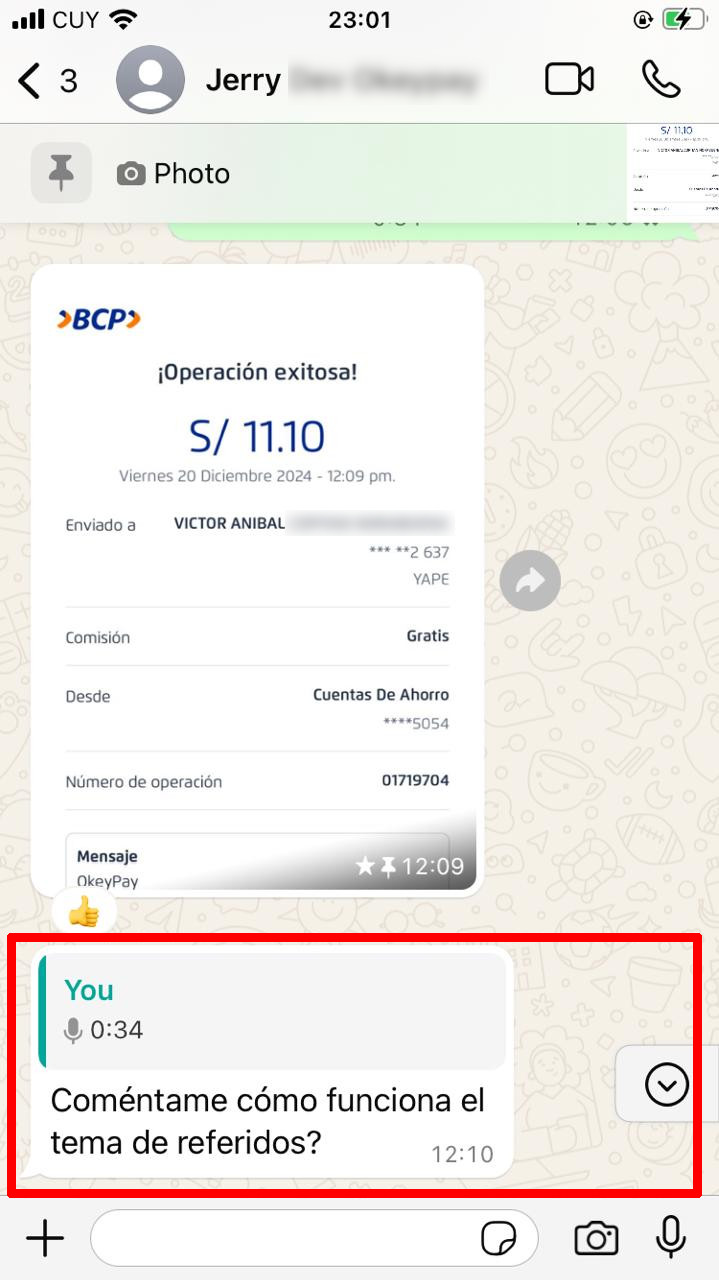 CUY 23:01
3 Jerry
Photo
S/ 11.10
BCP
¡Operación exitosa!
S/ 11.10
Viernes 20 Diciembre 2024 - 12:09 pm.
Enviado a VICTOR ANIBAL
*** **2 637
YAPE
Comisión Gratis
Desde Cuentas De Ahorro
****5054
Número de operación 01719704
Mensaje
OkeyPay
12:09
You
0:34
Coméntame cómo funciona el
tema de referidos?
12:10